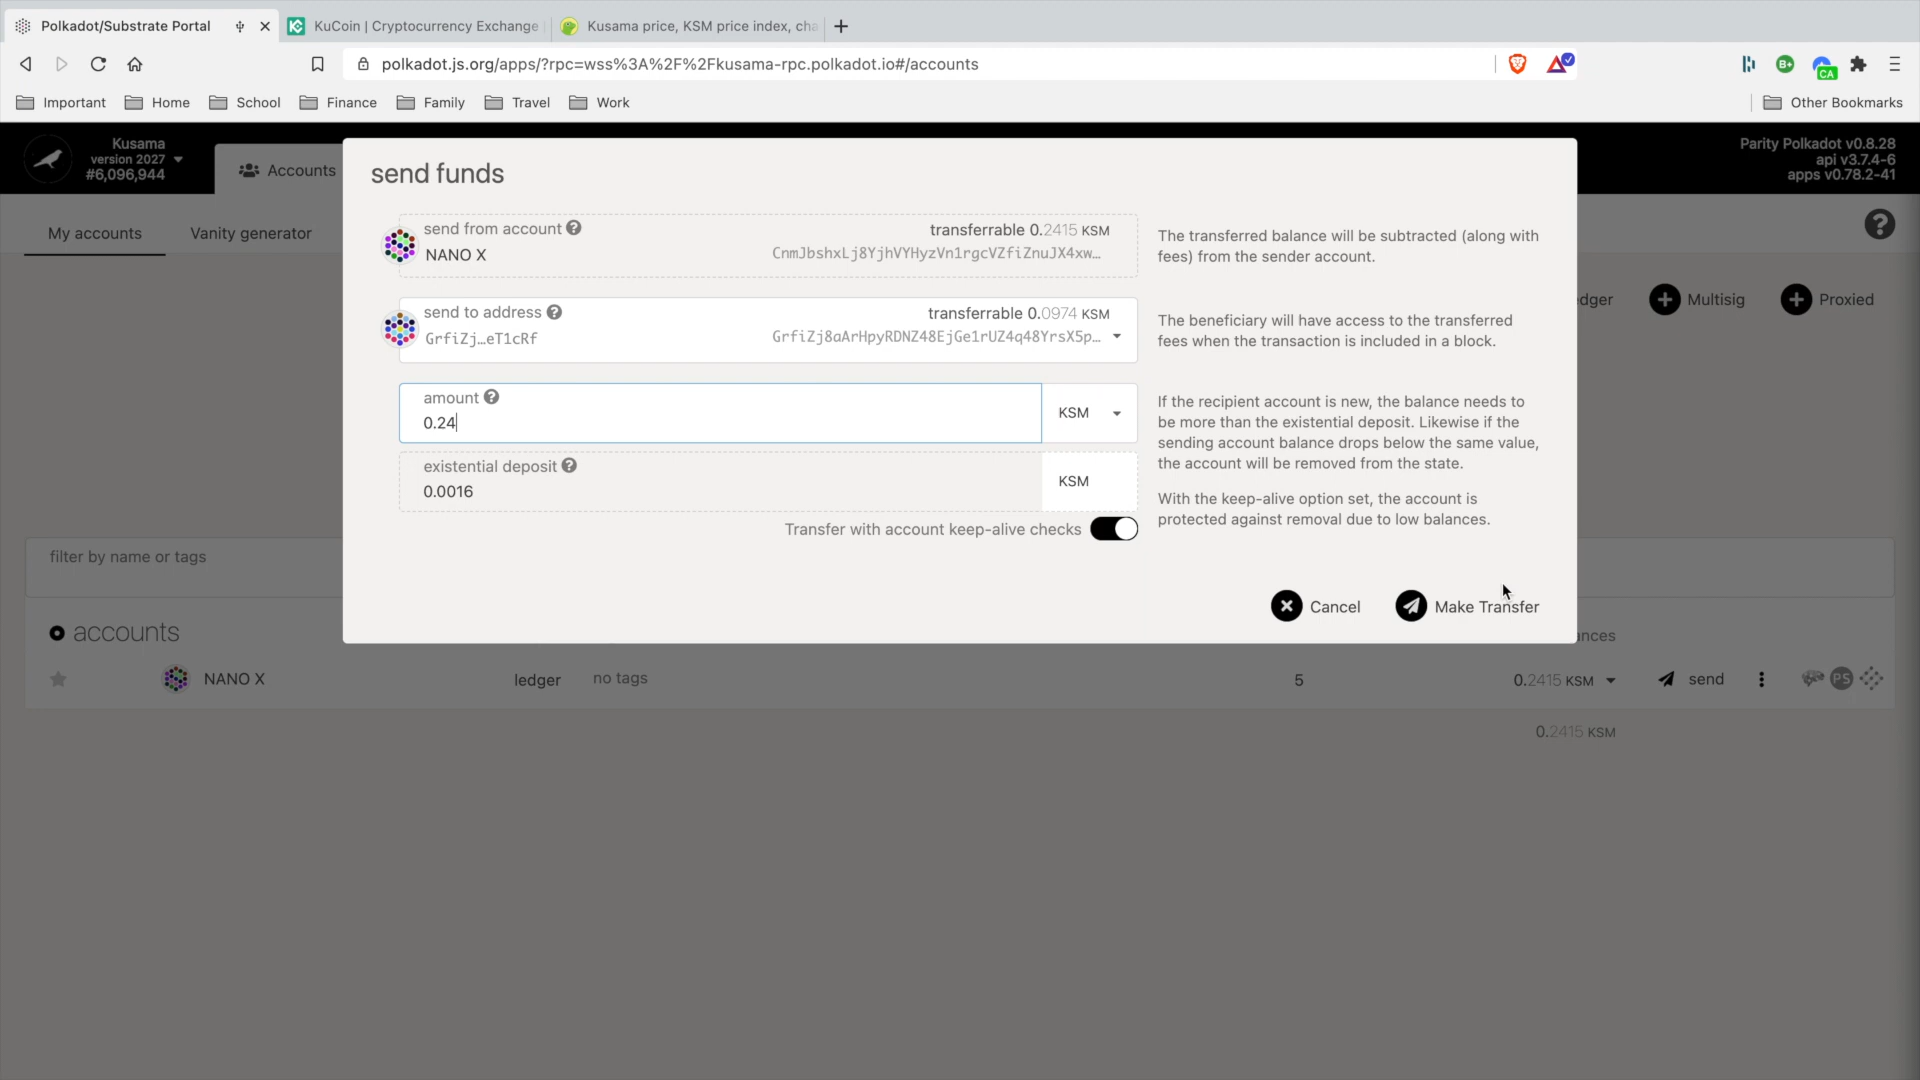 Polkadot/Substrate Portal
KuCoin | Cryptocurrency Exchange
Kusama price, KSM price index, cha
polkadot.js.org/apps/?rpc=wss%3A%2F%2Fkusama-rpc.polkadot.io#/accounts
B+
CA
Important
Home
School
Finance
Family
Travel
Work
Other Bookmarks
Kusama
version 2027
#6,096,944
Accounts
Parity Polkadot v0.8.28
api v3.7.4-6
apps v0.78.2-41
My accounts
Vanity generator
edger
Multisig
Proxied
send funds
send from account
NANO X
transferrable 0.2415 KSM
CnmJbshxLj8YjhVYHyzVn1rgcVZfiZnuJX4xw…
The transferred balance will be subtracted (along with
fees) from the sender account.
send to address
GrfiZj…eT1cRf
transferrable 0.0974 KSM
GrfiZj8aArHpyRDNZ48EjGe1rUZ4q48YrsX5p…
The beneficiary will have access to the transferred
fees when the transaction is included in a block.
amount
0.24
KSM
existential deposit
0.0016
KSM
Transfer with account keep-alive checks
If the recipient account is new, the balance needs to
be more than the existential deposit. Likewise if the
sending account balance drops below the same value,
the account will be removed from the state.
With the keep-alive option set, the account is
protected against removal due to low balances.
Cancel
Make Transfer
filter by name or tags
accounts
ances
NANO X
ledger
no tags
5
0.2415 KSM
send
PS
0.2415 KSM